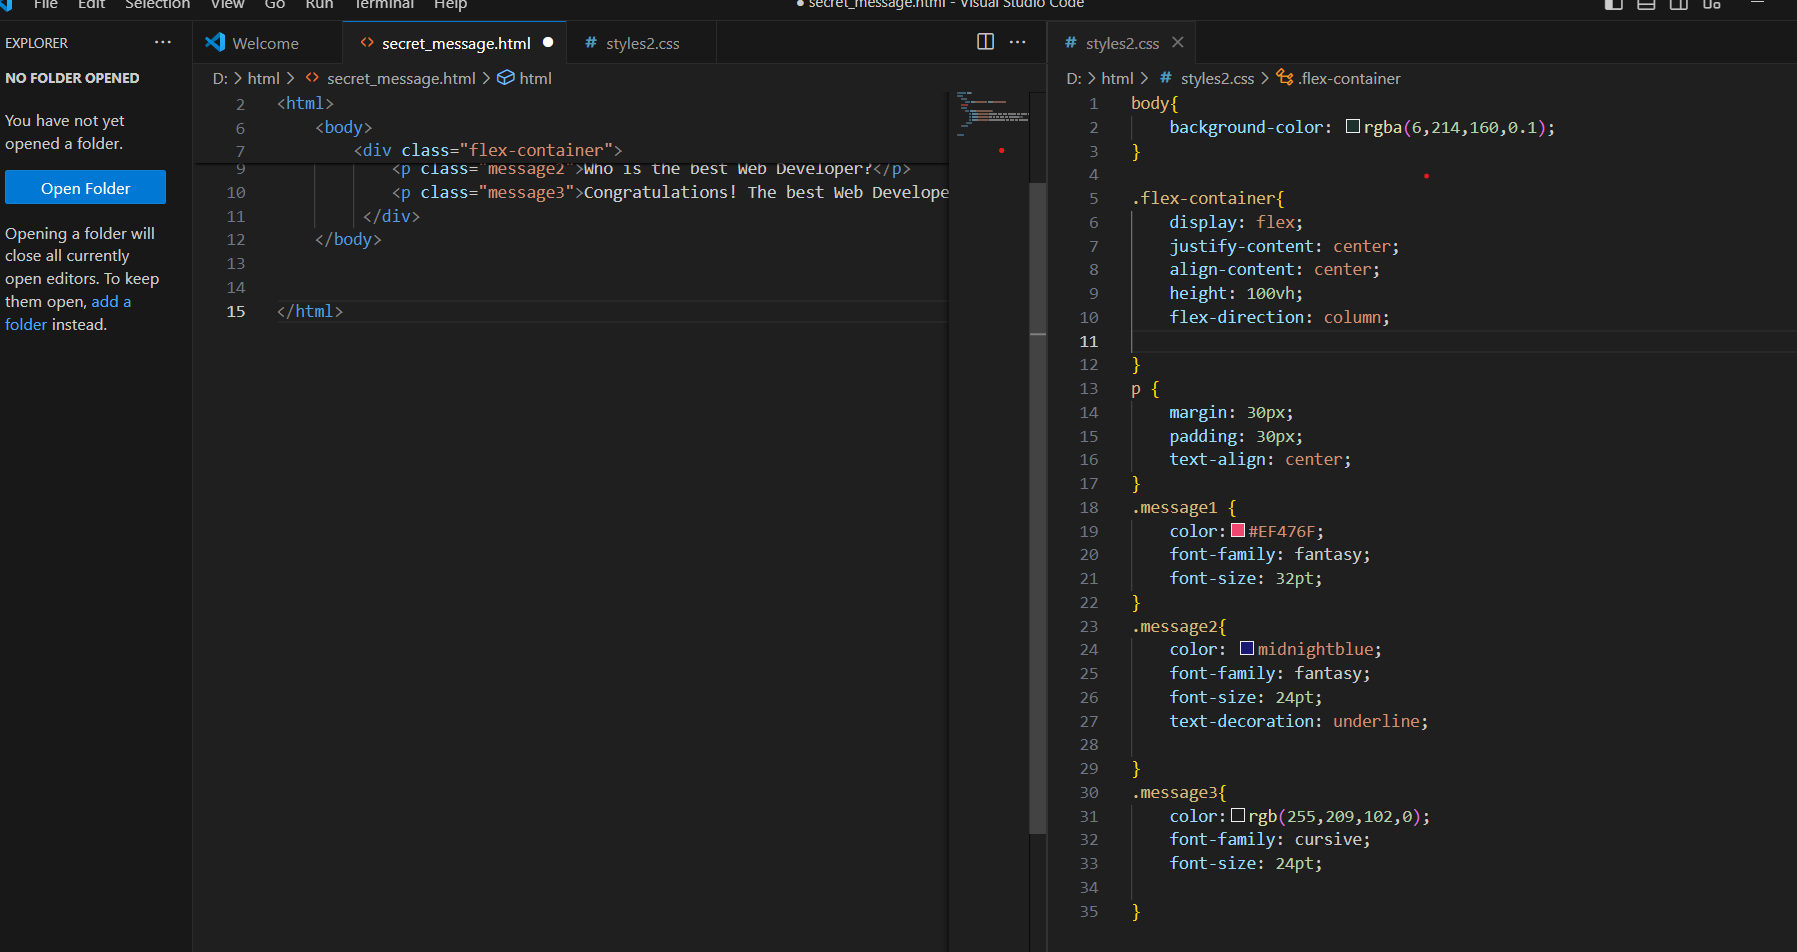 File Edit Selection View Go Run Terminal Help
● secret_message.html - Visual Studio Code
EXPLORER ···
NO FOLDER OPENED
You have not yet
opened a folder.
Open Folder
Opening a folder will
close all currently
open editors. To keep
them open, add a
folder instead.
Welcome
<> secret_message.html ●
# styles2.css
···
D: > html > <> secret_message.html > html
2 <html>
6 <body>
7 <div class="flex-container">
9 <p class="message2">Who is the best Web Developer?</p>
10 <p class="message3">Congratulations! The best Web Develope
11 </div>
12 </body>
13
14
15 </html>
# styles2.css ×
D: > html > # styles2.css > .flex-container
1 body{
2 background-color: rgba(6,214,160,0.1);
3 }
4
5 .flex-container{
6 display: flex;
7 justify-content: center;
8 align-content: center;
9 height: 100vh;
10 flex-direction: column;
11
12 }
13 p {
14 margin: 30px;
15 padding: 30px;
16 text-align: center;
17 }
18 .message1 {
19 color: #EF476F;
20 font-family: fantasy;
21 font-size: 32pt;
22 }
23 .message2{
24 color: midnightblue;
25 font-family: fantasy;
26 font-size: 24pt;
27 text-decoration: underline;
28
29 }
30 .message3{
31 color: rgb(255,209,102,0);
32 font-family: cursive;
33 font-size: 24pt;
34
35 }